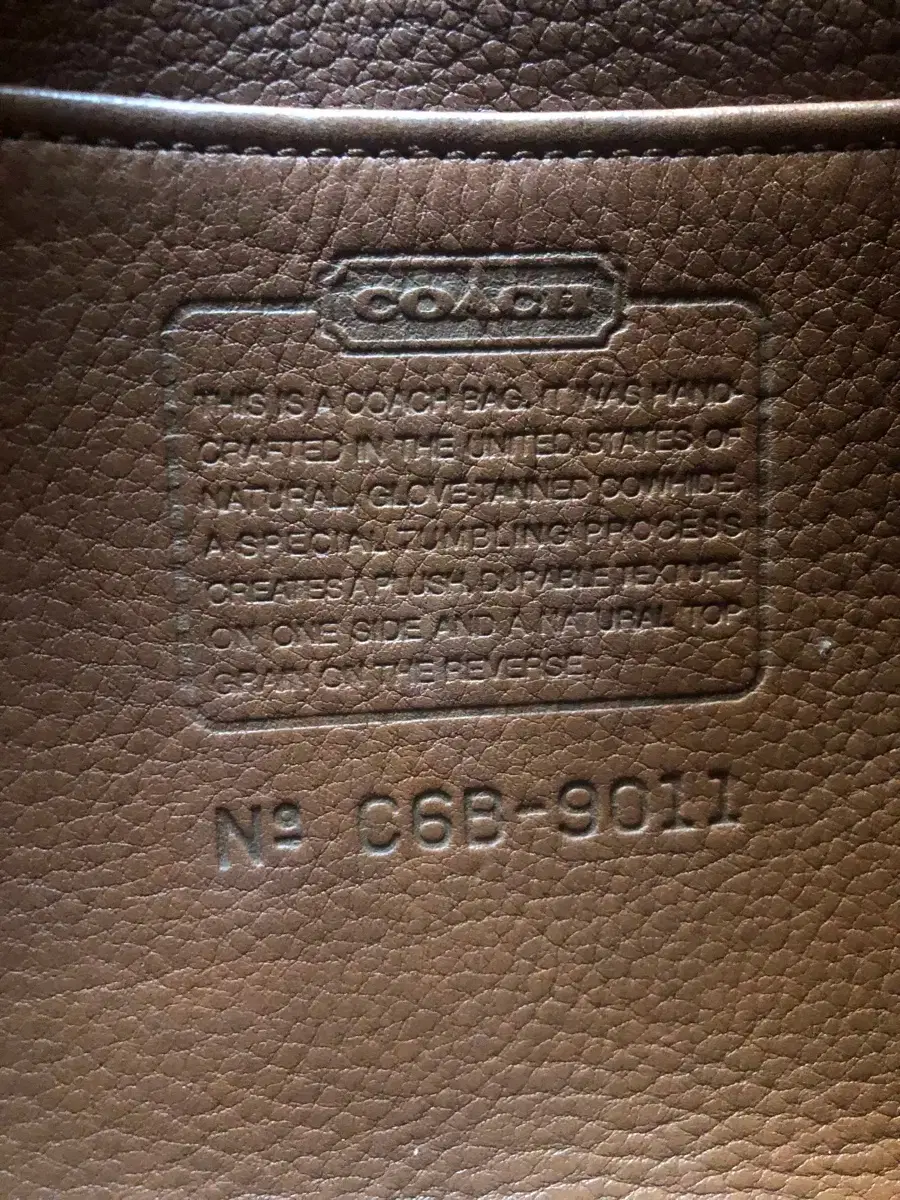 COACH
THIS IS A COACH BAG. IT WAS HAND-
CRAFTED IN THE UNITED STATES OF
NATURAL, GLOVE-TANNED COWHIDE.
A SPECIAL TUMBLING PROCESS
CREATES A PLUSH, DURABLE TEXTURE
ON ONE SIDE AND A NATURAL TOP
GRAIN ON THE REVERSE.
Nº C6B-9011